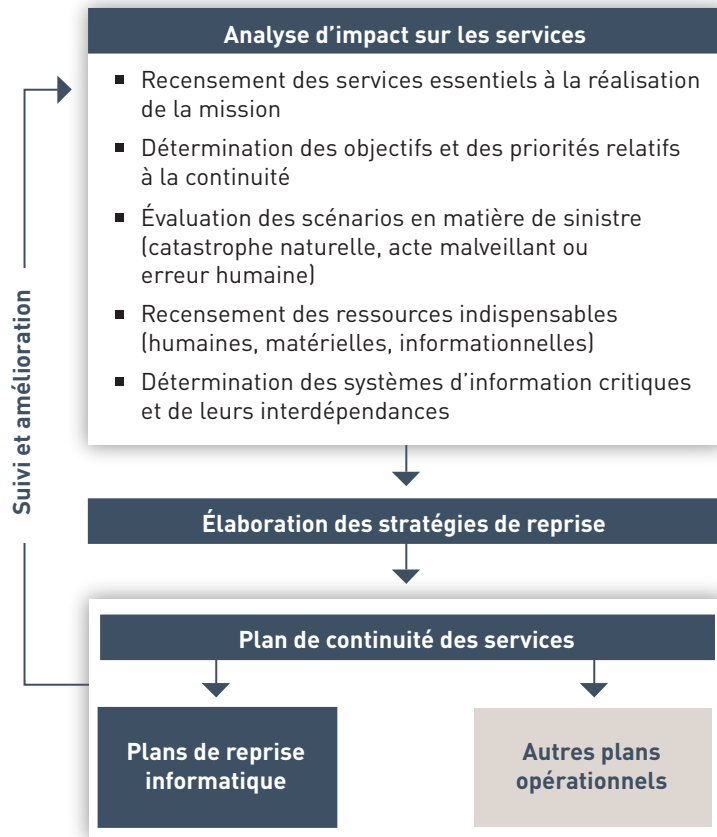 Analyse d’impact sur les services
▪ Recensement des services essentiels à la réalisation
de la mission
▪ Détermination des objectifs et des priorités relatifs
à la continuité
▪ Évaluation des scénarios en matière de sinistre
(catastrophe naturelle, acte malveillant ou
erreur humaine)
▪ Recensement des ressources indispensables
(humaines, matérielles, informationnelles)
▪ Détermination des systèmes d’information critiques
et de leurs interdépendances
Suivi et amélioration
Élaboration des stratégies de reprise
Plan de continuité des services
Plans de reprise
informatique
Autres plans
opérationnels